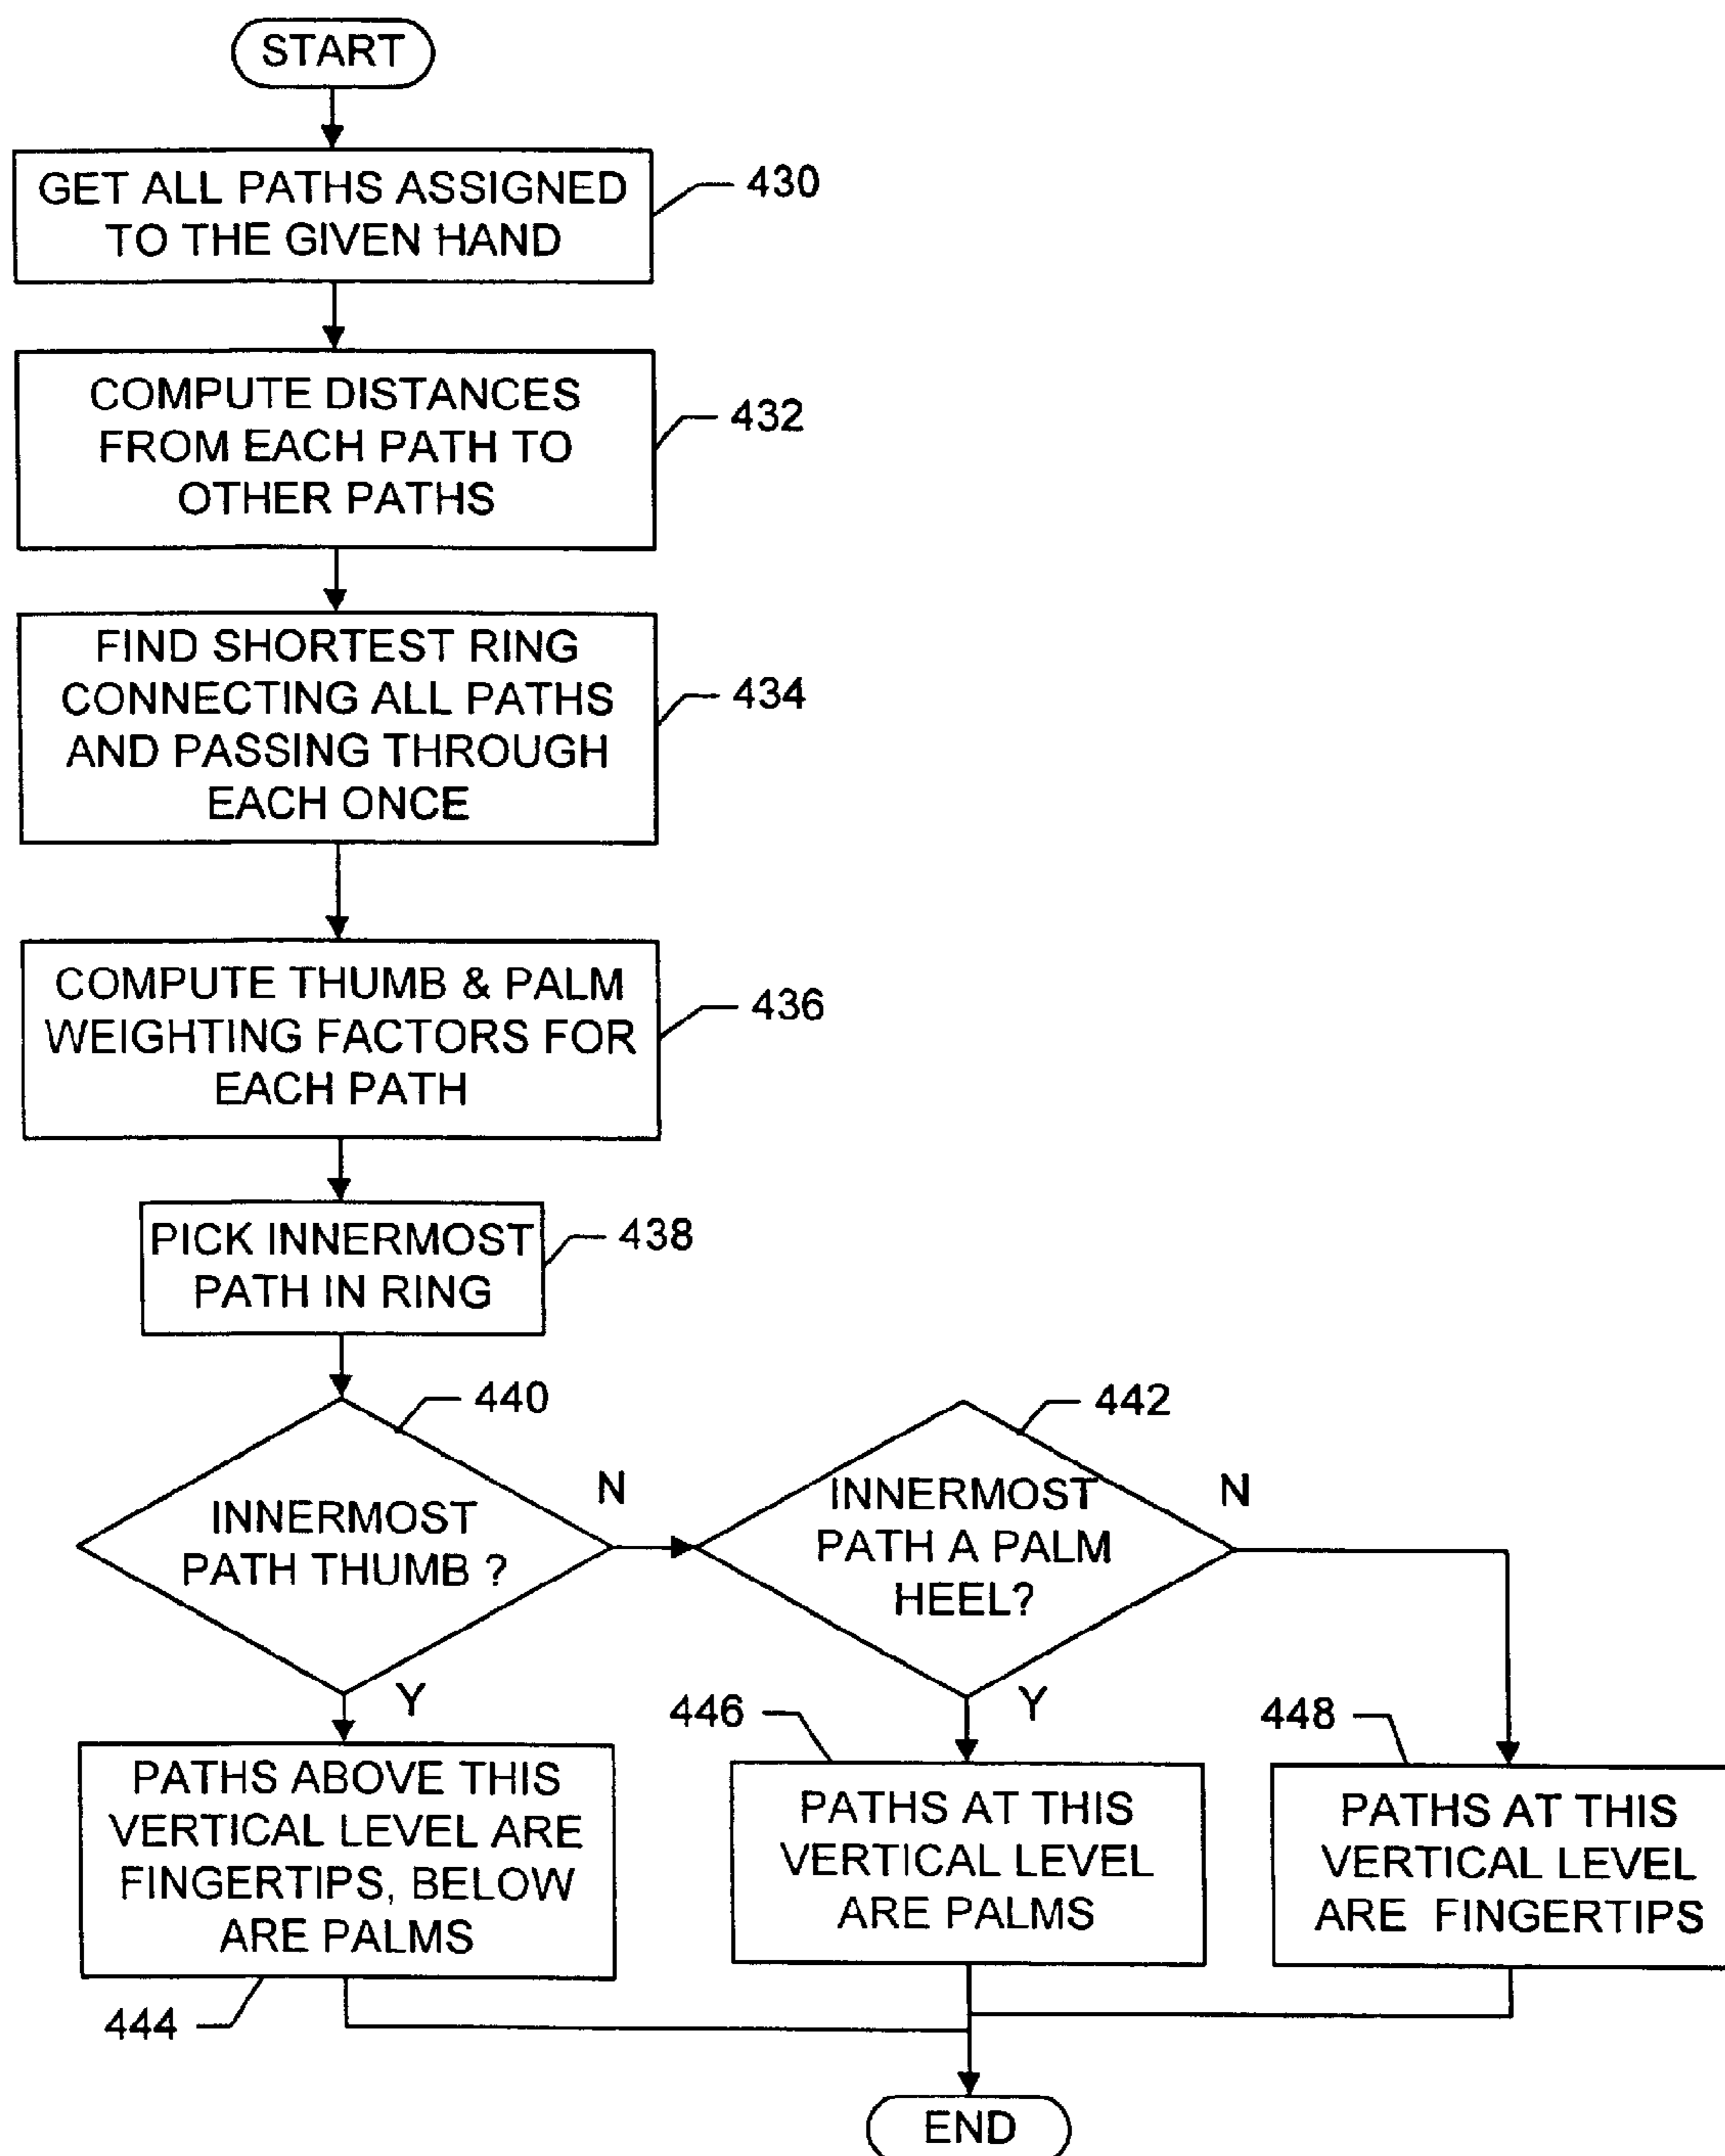 START
GET ALL PATHS ASSIGNED
TO THE GIVEN HAND
430
COMPUTE DISTANCES
FROM EACH PATH TO
OTHER PATHS
432
FIND SHORTEST RING
CONNECTING ALL PATHS
AND PASSING THROUGH
EACH ONCE
434
COMPUTE THUMB & PALM
WEIGHTING FACTORS FOR
EACH PATH
436
PICK INNERMOST
PATH IN RING
438
440
INNERMOST
PATH THUMB ?
N
Y
442
INNERMOST
PATH A PALM
HEEL?
N
Y
PATHS ABOVE THIS
VERTICAL LEVEL ARE
FINGERTIPS, BELOW
ARE PALMS
444
446
PATHS AT THIS
VERTICAL LEVEL
ARE PALMS
448
PATHS AT THIS
VERTICAL LEVEL
ARE FINGERTIPS
END